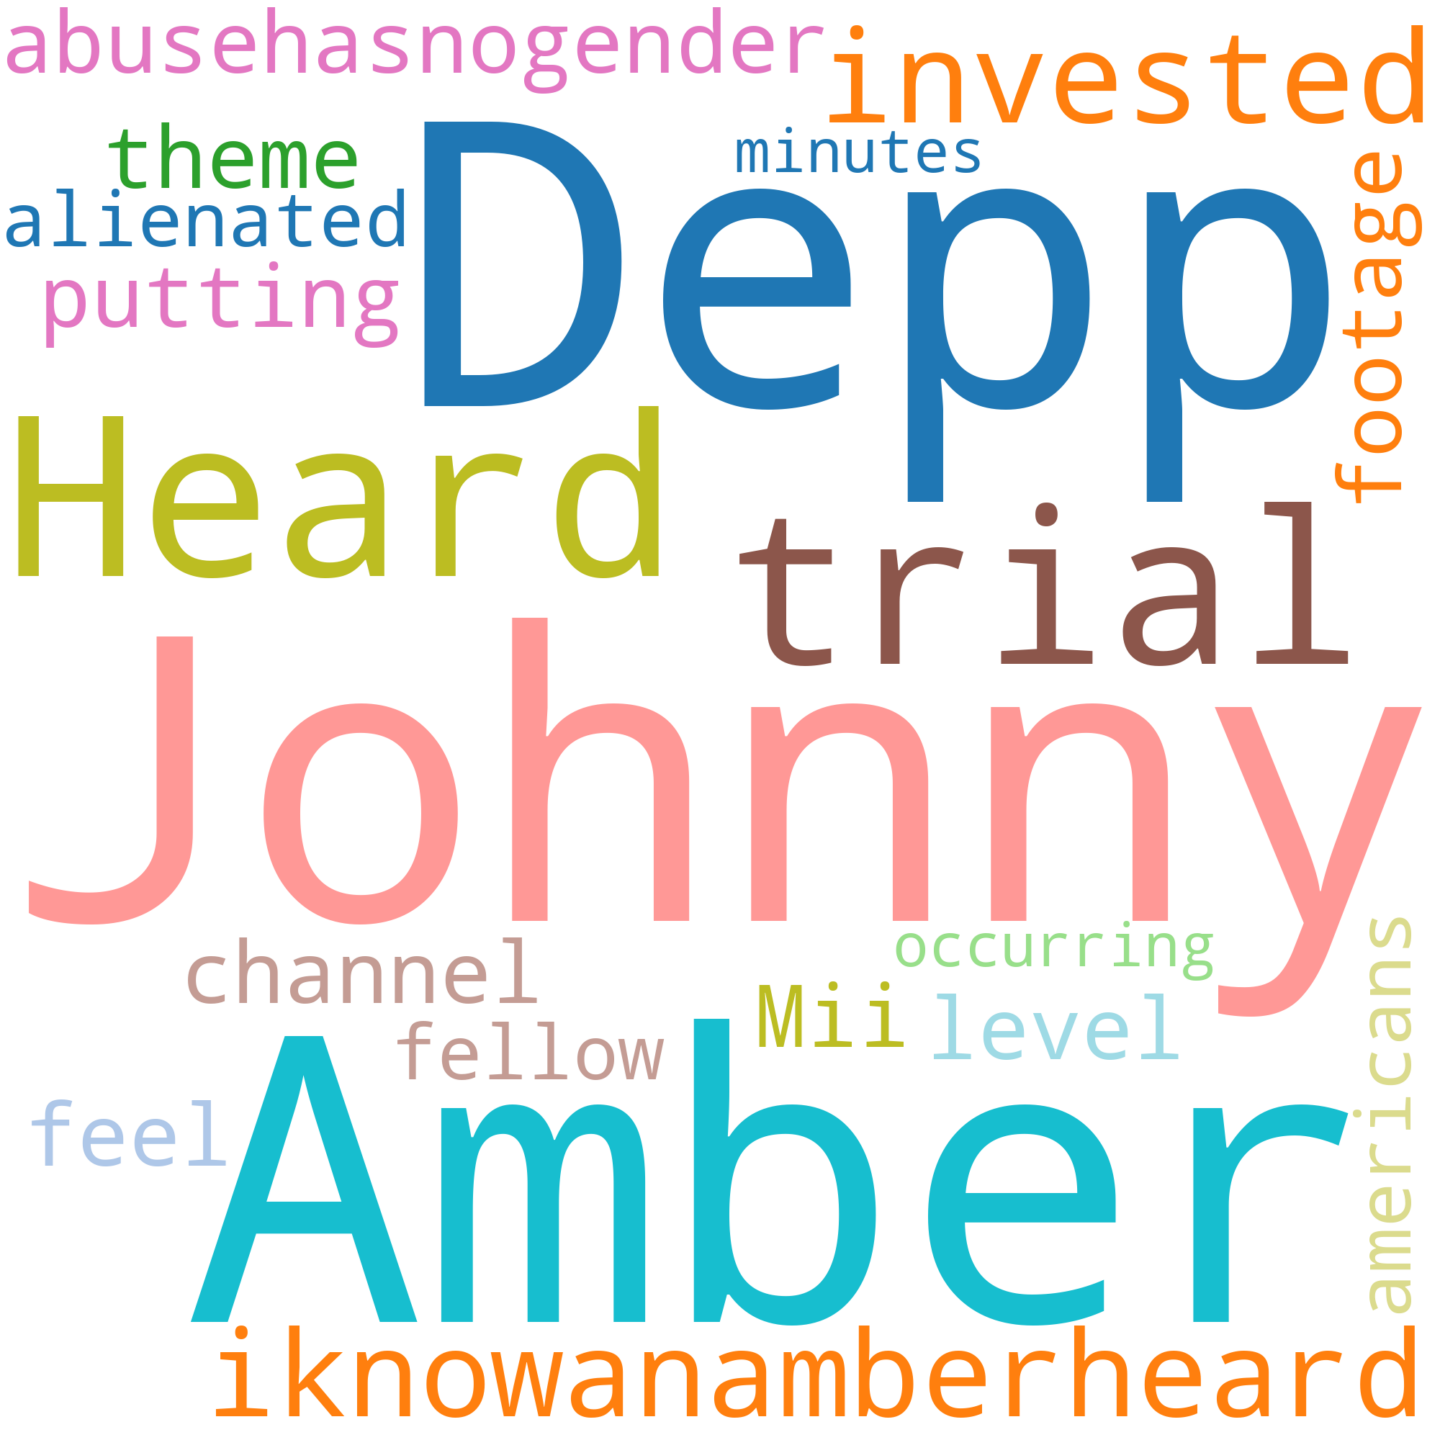 abusehasnogender
invested
theme
minutes
Depp
alienated
footage
putting
Heard
trial
Johnny
channel
occurring
Mii
level
fellow
americans
feel
Amber
iknowanamberheard